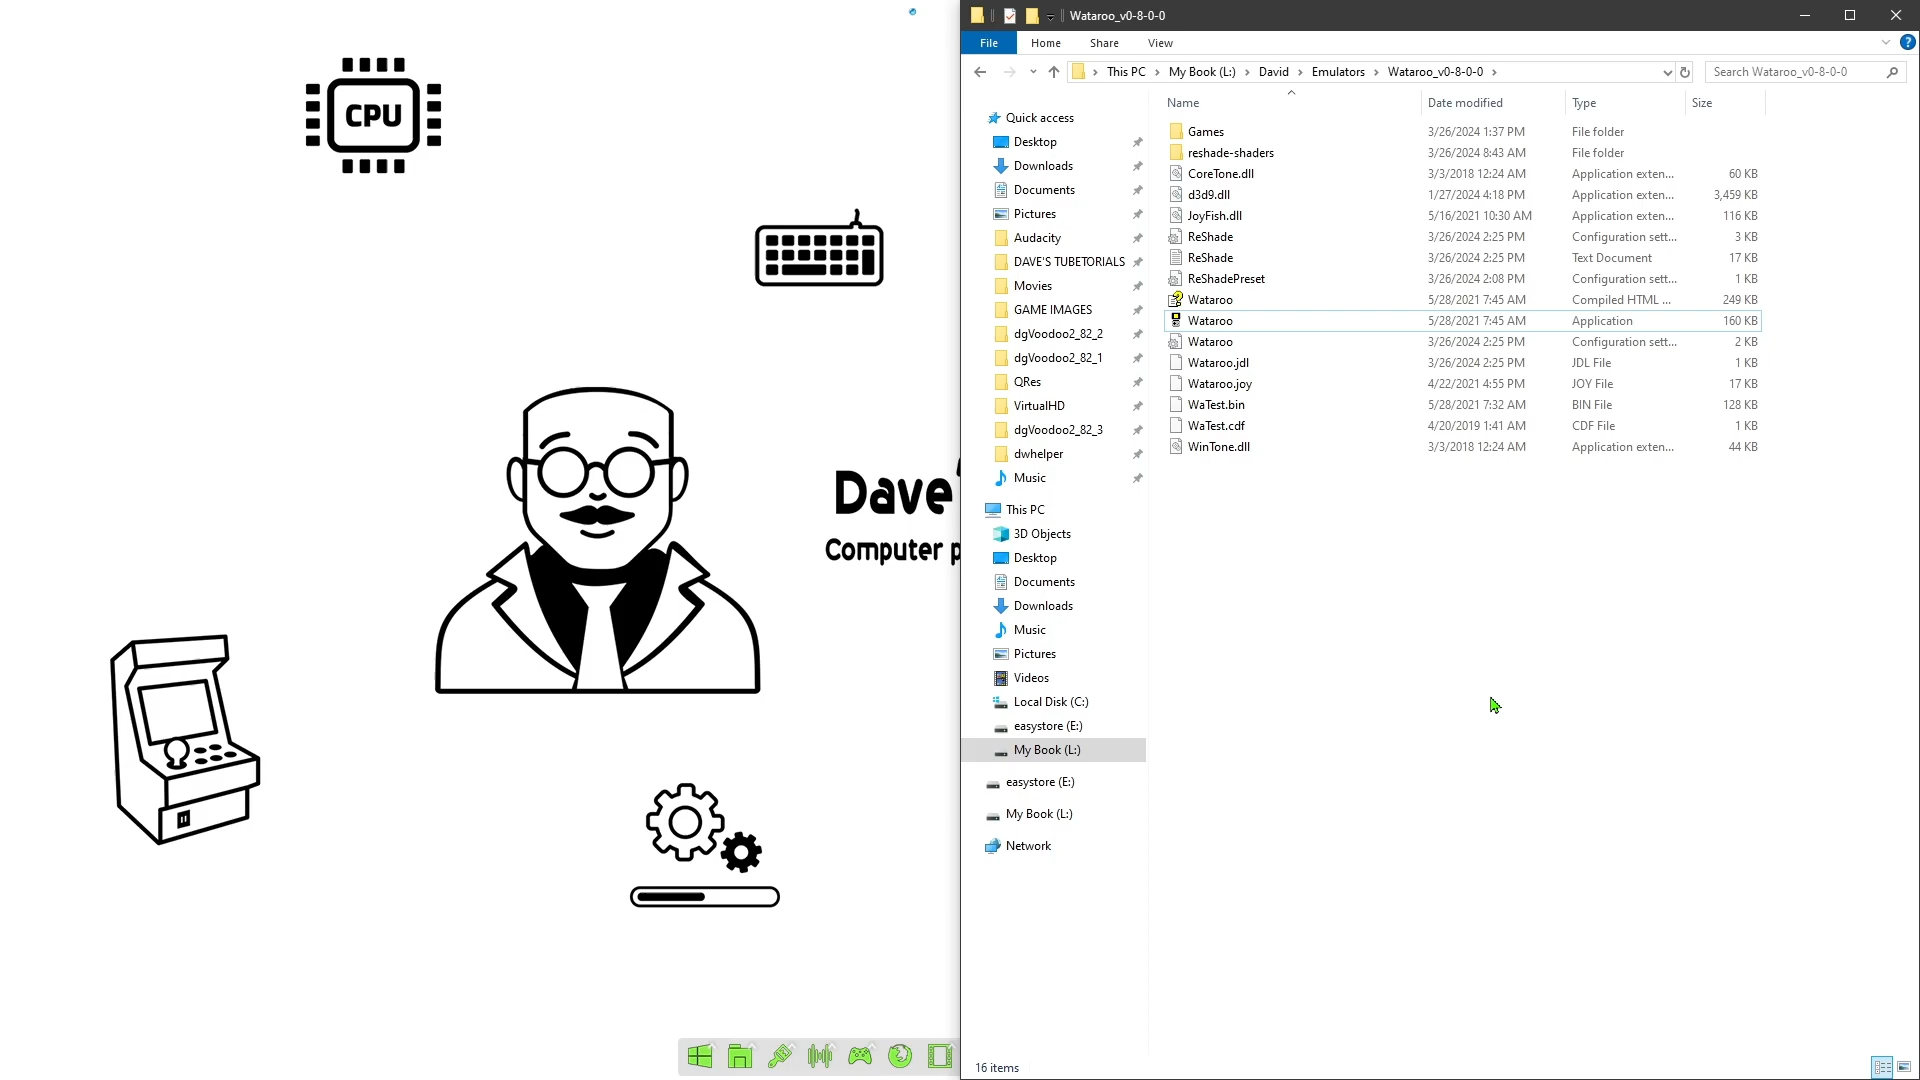 CPU
Dave'
Computer p
Wataroo_v0-8-0-0
File Home Share View
This PC My Book (L:) David Emulators Wataroo_v0-8-0-0
Search Wataroo_v0-8-0-0
Name Date modified Type Size
Quick access
Desktop
Downloads
Documents
Pictures
Audacity
DAVE'S TUBETORIALS
Movies
GAME IMAGES
dgVoodoo2_82_2
dgVoodoo2_82_1
QRes
VirtualHD
dgVoodoo2_82_3
dwhelper
Music
This PC
3D Objects
Desktop
Documents
Downloads
Music
Pictures
Videos
Local Disk (C:)
easystore (E:)
My Book (L:)
easystore (E:)
My Book (L:)
Network
Games 3/26/2024 1:37 PM File folder
reshade-shaders 3/26/2024 8:43 AM File folder
CoreTone.dll 3/3/2018 12:24 AM Application exten... 60 KB
d3d9.dll 1/27/2024 4:18 PM Application exten... 3,459 KB
JoyFish.dll 5/16/2021 10:30 AM Application exten... 116 KB
ReShade 3/26/2024 2:25 PM Configuration sett... 3 KB
ReShade 3/26/2024 2:25 PM Text Document 17 KB
ReShadePreset 3/26/2024 2:08 PM Configuration sett... 1 KB
Wataroo 5/28/2021 7:45 AM Compiled HTML ... 249 KB
Wataroo 5/28/2021 7:45 AM Application 160 KB
Wataroo 3/26/2024 2:25 PM Configuration sett... 2 KB
Wataroo.jdl 3/26/2024 2:25 PM JDL File 1 KB
Wataroo.joy 4/22/2021 4:55 PM JOY File 17 KB
WaTest.bin 5/28/2021 7:32 AM BIN File 128 KB
WaTest.cdf 4/20/2019 1:41 AM CDF File 1 KB
WinTone.dll 3/3/2018 12:24 AM Application exten... 44 KB
16 items